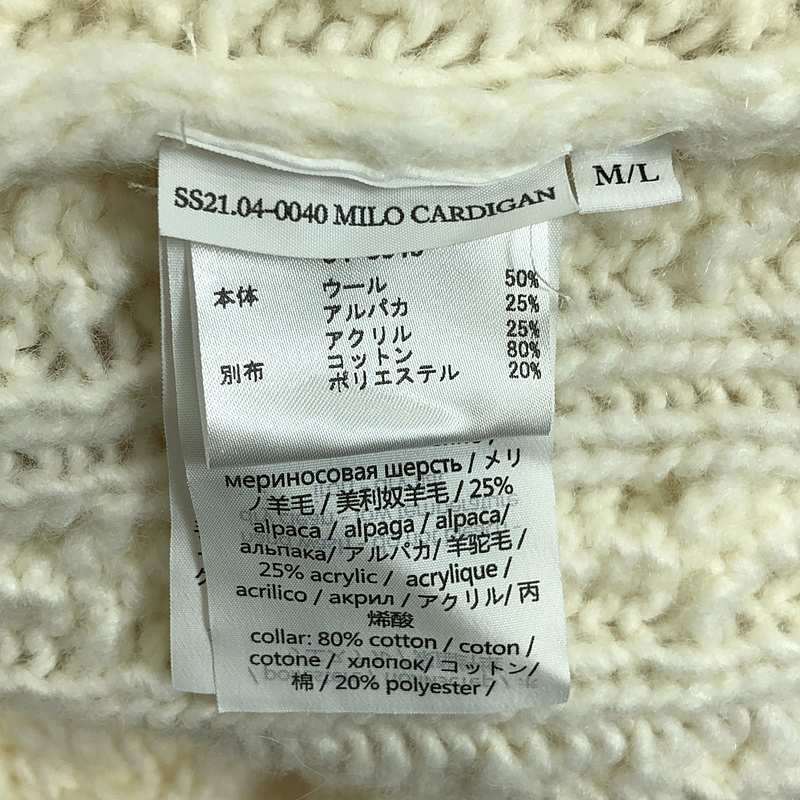 SS21.04-0040 MILO CARDIGAN
M/L
本体 ウール 50%
アルパカ 25%
アクリル 25%
コットン 80%
別布 ポリエステル 20%
мериносовая шерсть / メリ
ノ羊毛 / 美利奴羊毛 / 25%
alpaca / alpaga / alpaca/
альпака/ アルパカ/ 羊驼毛 /
25% acrylic / acrylique /
acrilico / акрил / アクリル/ 丙
烯酸
collar: 80% cotton / coton /
cotone / хлопок/ コットン/
棉 / 20% polyester /